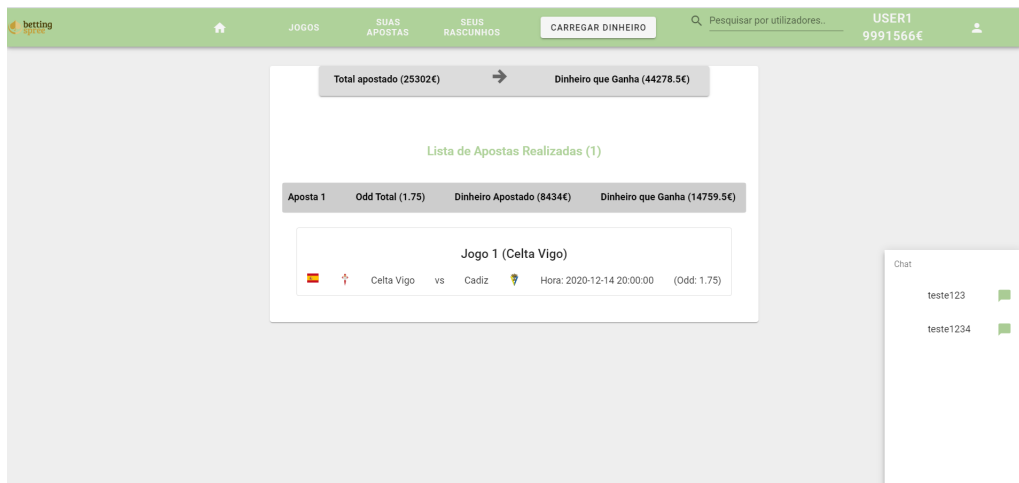 betting
spree
JOGOS
SUAS
APOSTAS
SEUS
RASCUNHOS
CARREGAR DINHEIRO
Pesquisar por utilizadores..
USER1
9991566€
Total apostado (25302€)
Dinheiro que Ganha (44278.5€)
Lista de Apostas Realizadas (1)
Aposta 1 Odd Total (1.75) Dinheiro Apostado (8434€) Dinheiro que Ganha (14759.5€)
Jogo 1 (Celta Vigo)
Celta Vigo vs Cadiz Hora: 2020-12-14 20:00:00 (Odd: 1.75)
Chat
teste123
teste1234